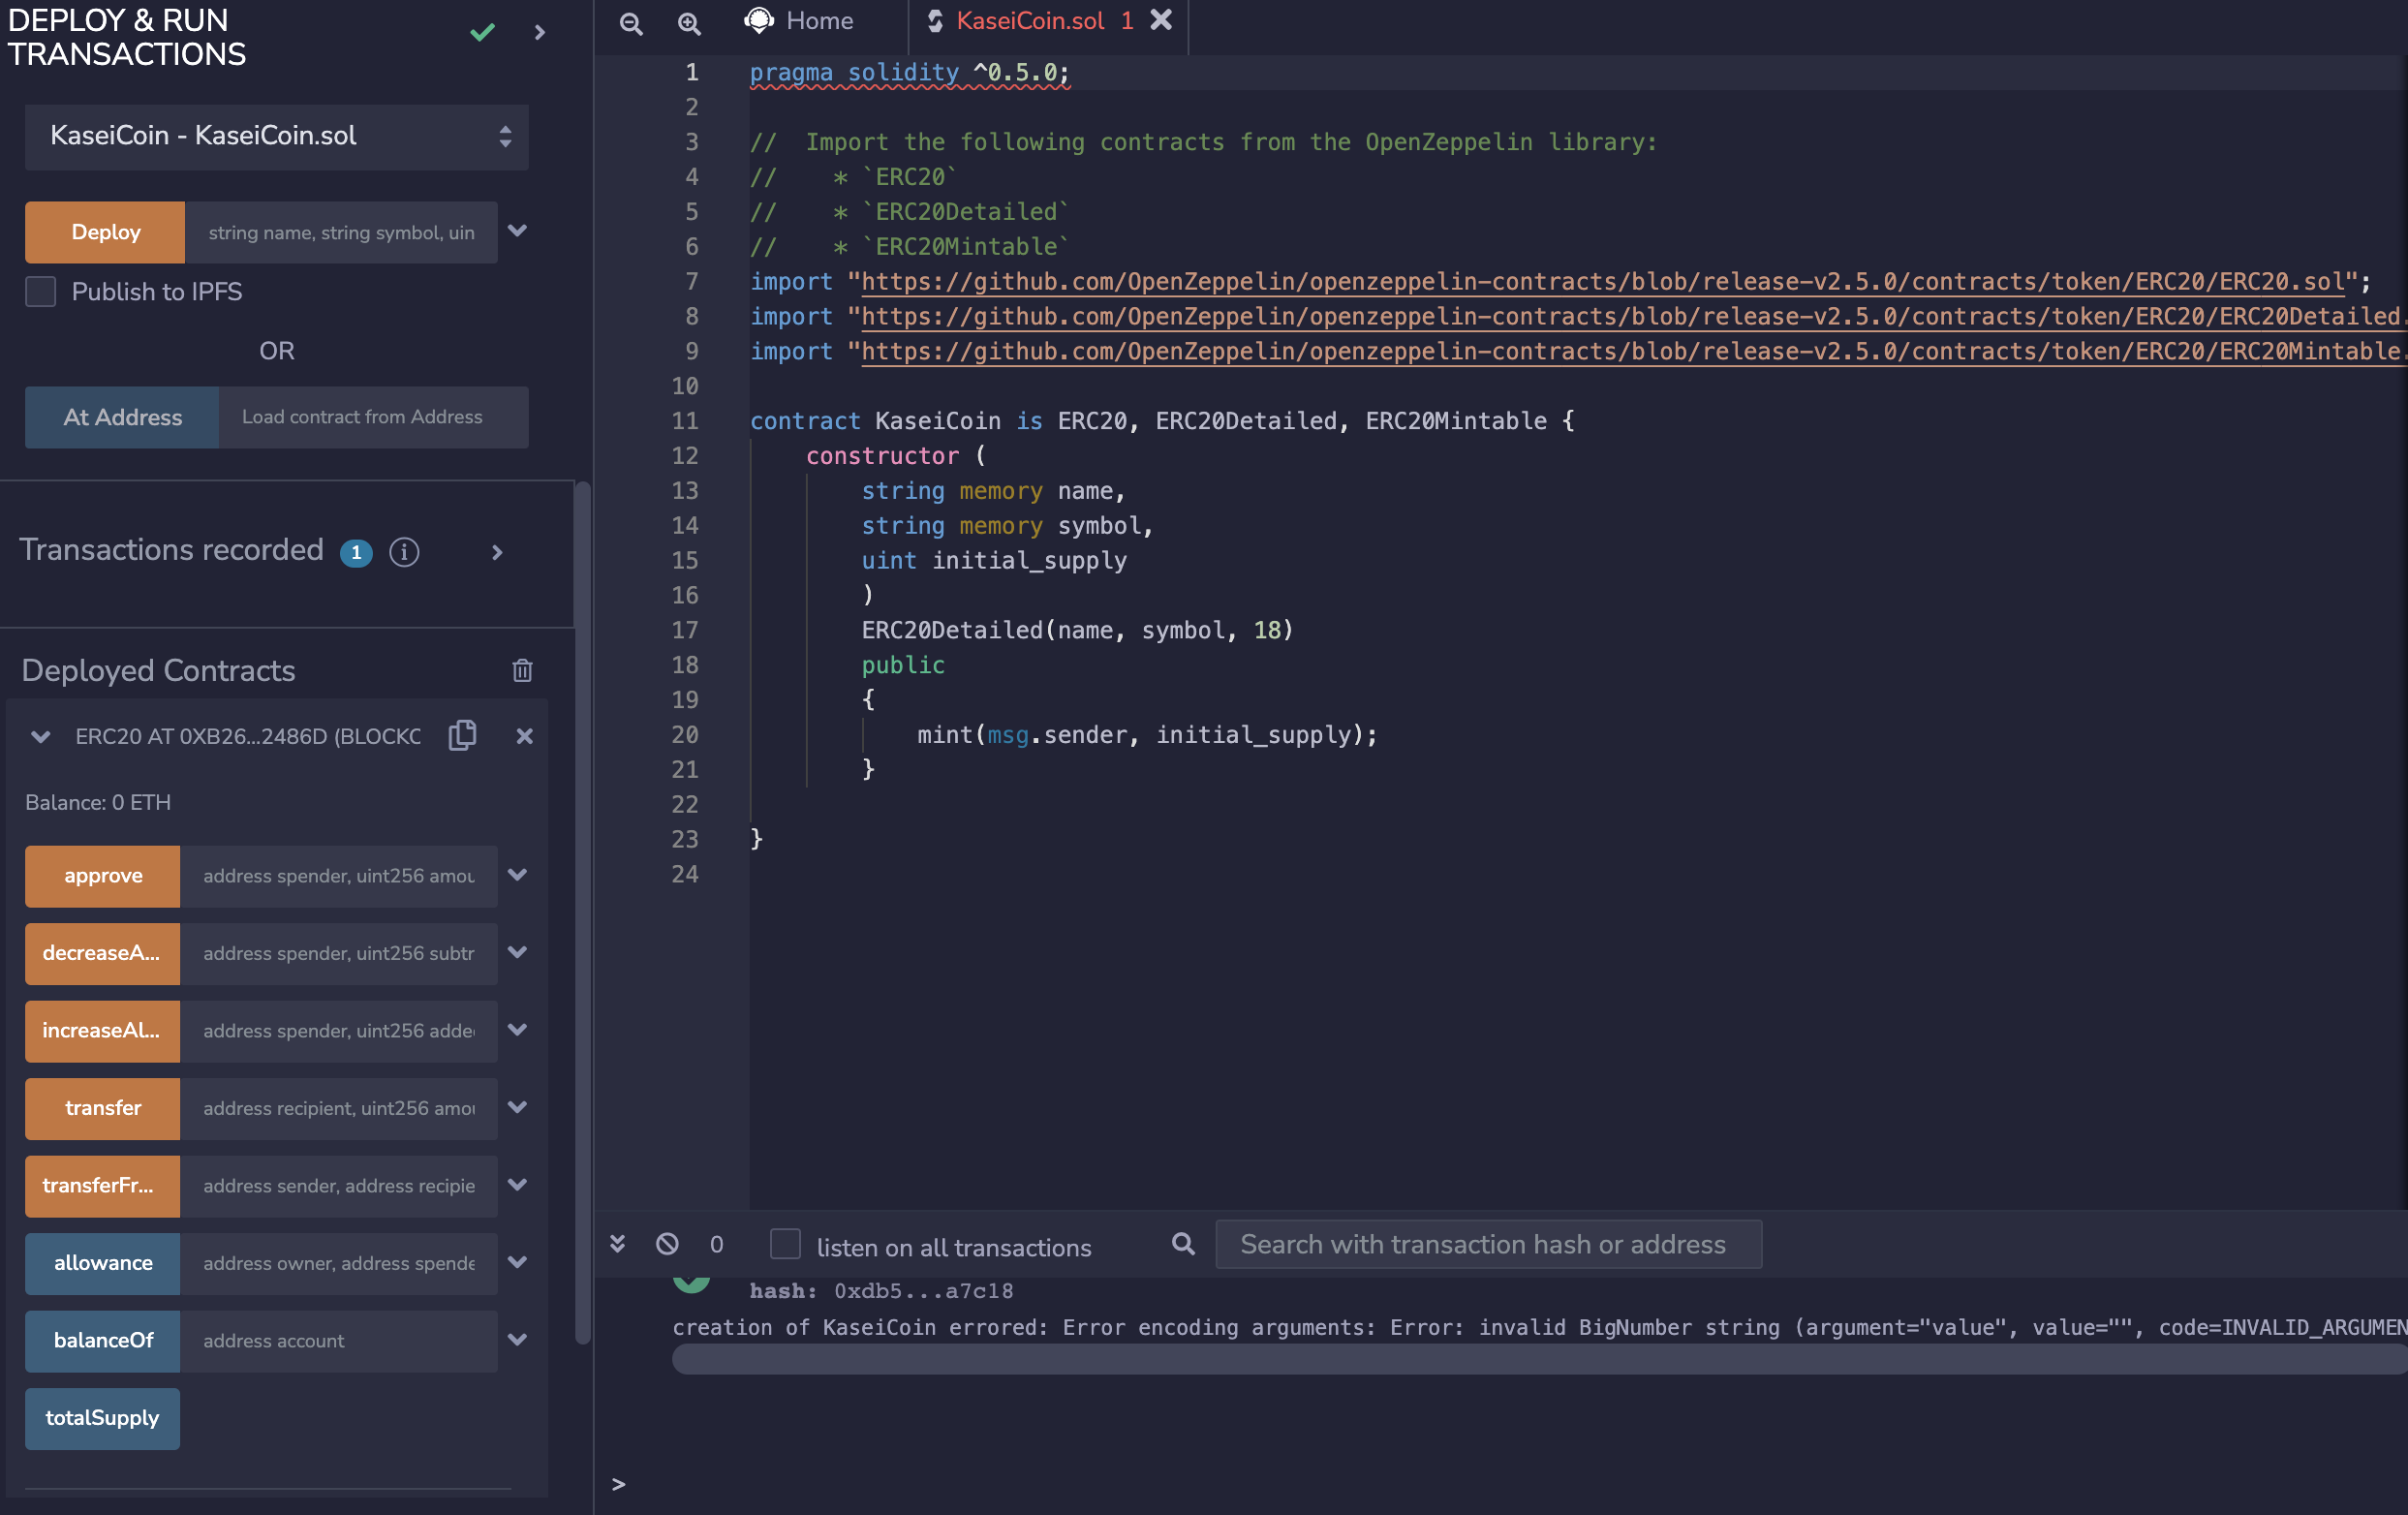 DEPLOY & RUN
TRANSACTIONS
KaseiCoin - KaseiCoin.sol
Deploy
string name, string symbol, uin
Publish to IPFS
OR
At Address
Load contract from Address
Transactions recorded 1 i
Deployed Contracts
ERC20 AT 0XB26...2486D (BLOCKC
Balance: 0 ETH
approve address spender, uint256 amou
decreaseA... address spender, uint256 subtr
increaseAl... address spender, uint256 adde
transfer address recipient, uint256 amou
transferFr... address sender, address recipie
allowance address owner, address spende
balanceOf address account
totalSupply
Home KaseiCoin.sol 1
1 pragma solidity ^0.5.0;
2
3 //  Import the following contracts from the OpenZeppelin library:
4 //    * `ERC20`
5 //    * `ERC20Detailed`
6 //    * `ERC20Mintable`
7 import "https://github.com/OpenZeppelin/openzeppelin-contracts/blob/release-v2.5.0/contracts/token/ERC20/ERC20.sol";
8 import "https://github.com/OpenZeppelin/openzeppelin-contracts/blob/release-v2.5.0/contracts/token/ERC20/ERC20Detailed.
9 import "https://github.com/OpenZeppelin/openzeppelin-contracts/blob/release-v2.5.0/contracts/token/ERC20/ERC20Mintable.
10
11 contract KaseiCoin is ERC20, ERC20Detailed, ERC20Mintable {
12     constructor (
13         string memory name,
14         string memory symbol,
15         uint initial_supply
16         )
17         ERC20Detailed(name, symbol, 18)
18         public
19         {
20             mint(msg.sender, initial_supply);
21         }
22
23 }
24
0 listen on all transactions Search with transaction hash or address
hash: 0xdb5...a7c18
creation of KaseiCoin errored: Error encoding arguments: Error: invalid BigNumber string (argument="value", value="", code=INVALID_ARGUMEN
>